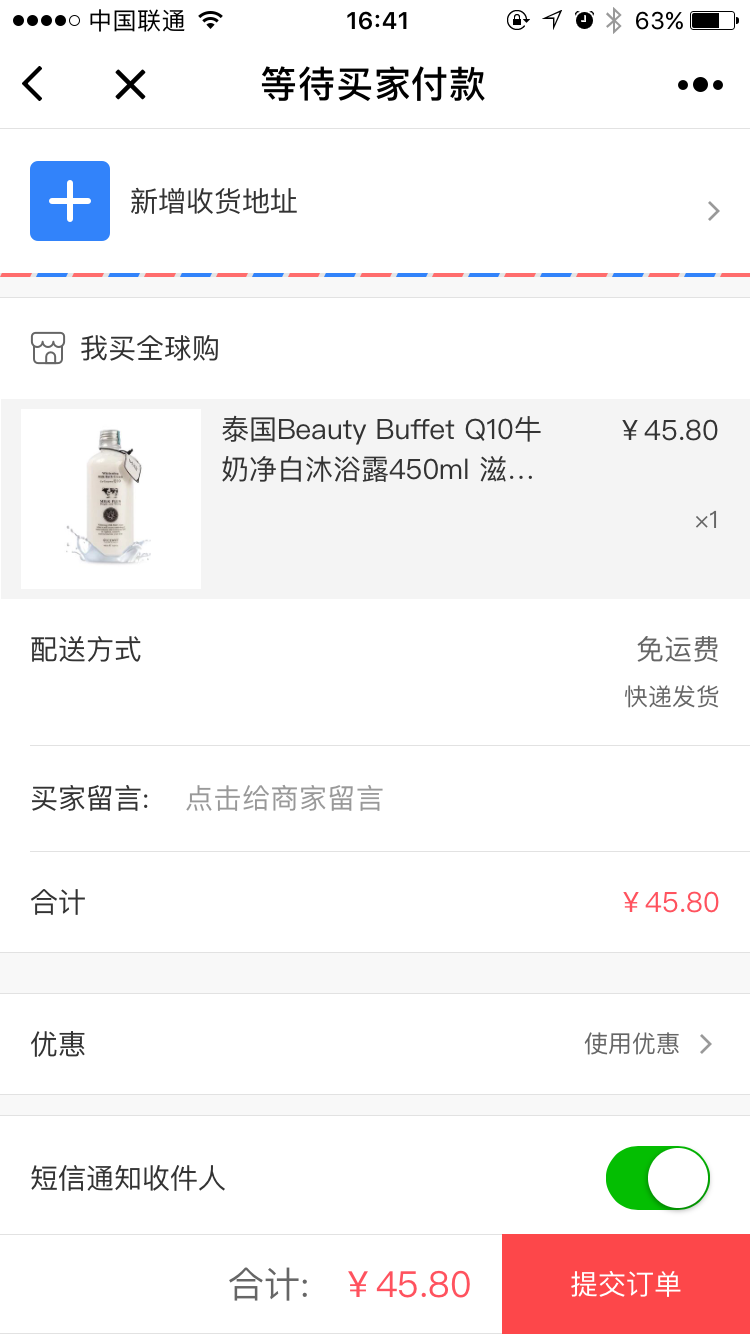 中国联通
16:41
63%
等待买家付款
新增收货地址
我买全球购
泰国Beauty Buffet Q10牛
奶净白沐浴露450ml 滋...
¥45.80
×1
配送方式
免运费
快递发货
买家留言:
点击给商家留言
合计
¥45.80
优惠
使用优惠
短信通知收件人
合计:
¥45.80
提交订单